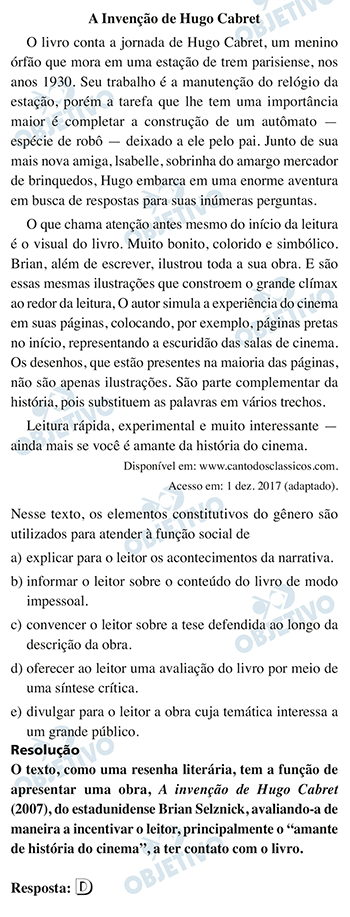 A Invenção de Hugo Cabret
O livro conta a jornada de Hugo Cabret, um menino
órfão que mora em uma estação de trem parisiense, nos
anos 1930. Seu trabalho é a manutenção do relógio da
estação, porém a tarefa que lhe tem uma importância
maior é completar a construção de um autômato —
espécie de robô — deixado a ele pelo pai. Junto de sua
mais nova amiga, lsabelle, sobrinha do amargo mercador
de brinquedos, Hugo embarca em uma enorme aventura
em busca de respostas para suas inúmeras perguntas.
O que chama atenção antes mesmo do início da leitura
é o visual do livro. Muito bonito, colorido e simbólico.
Brian, além de escrever, ilustrou toda a sua obra. E são
essas mesmas ilustrações que constroem o grande clímax
ao redor da leitura, O autor simula a experiência do cinema
em suas páginas, colocando, por exemplo, páginas pretas
no início, representando a escuridão das salas de cinema.
Os desenhos, que estão presentes na maioria das páginas,
não são apenas ilustrações. São parte complementar da
história, pois substituem as palavras em vários trechos.
Leitura rápida, experimental e muito interessante —
ainda mais se você é amante da história do cinema.
Disponível em: www.cantodosclassicos.com.
Acesso em: 1 dez. 2017 (adaptado).
Nesse texto, os elementos constitutivos do gênero são
utilizados para atender à função social de
a) explicar para o leitor os acontecimentos da narrativa.
b) informar o leitor sobre o conteúdo do livro de modo
impessoal.
c) convencer o leitor sobre a tese defendida ao longo da
descrição da obra.
d) oferecer ao leitor uma avaliação do livro por meio de
uma síntese crítica.
e) divulgar para o leitor a obra cuja temática interessa a
um grande público.
Resolução
O texto, como uma resenha literária, tem a função de
apresentar uma obra, A invenção de Hugo Cabret
(2007), do estadunidense Brian Selznick, avaliando-a de
maneira a incentivar o leitor, principalmente o “amante
de história do cinema”, a ter contato com o livro.
Resposta: D
OBJETIVO
OBJETIVO
OBJETIVO
OBJETIVO
OBJETIVO
OBJETIVO
OBJETIVO
OBJETIVO
OBJETIVO